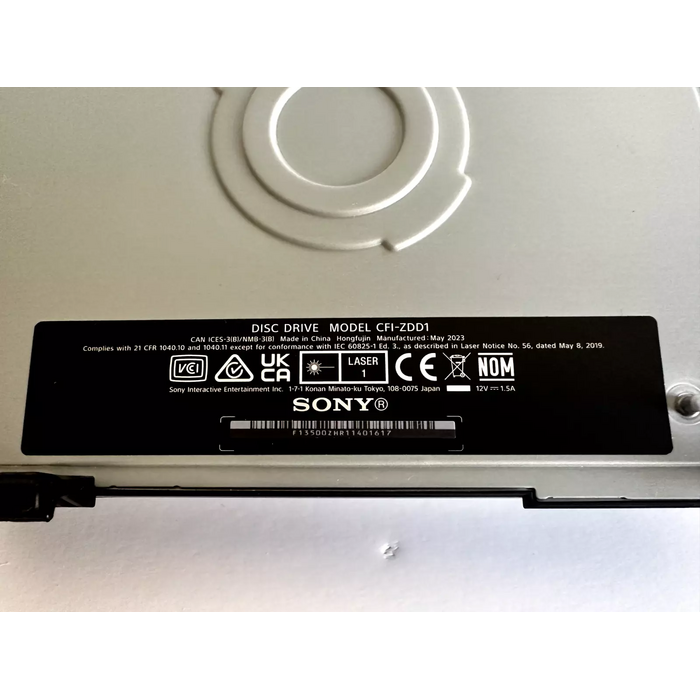 DISC DRIVE MODEL CFI-ZDD1
CAN ICES-3(B)/NMB-3(B) Made in China Hongfujin Manufactured: May 2023
Complies with 21 CFR 1040.10 and 1040.11 except for conformance with IEC 60825-1 Ed. 3., as described in Laser Notice No. 56, dated May 8, 2019.
VCI UK CA LASER 1 CE NOM
Sony Interactive Entertainment Inc. 1-7-1 Konan Minato-ku Tokyo, 108-0075 Japan 12V ⎓ 1.5A
SONY®
F13500ZHR11401617